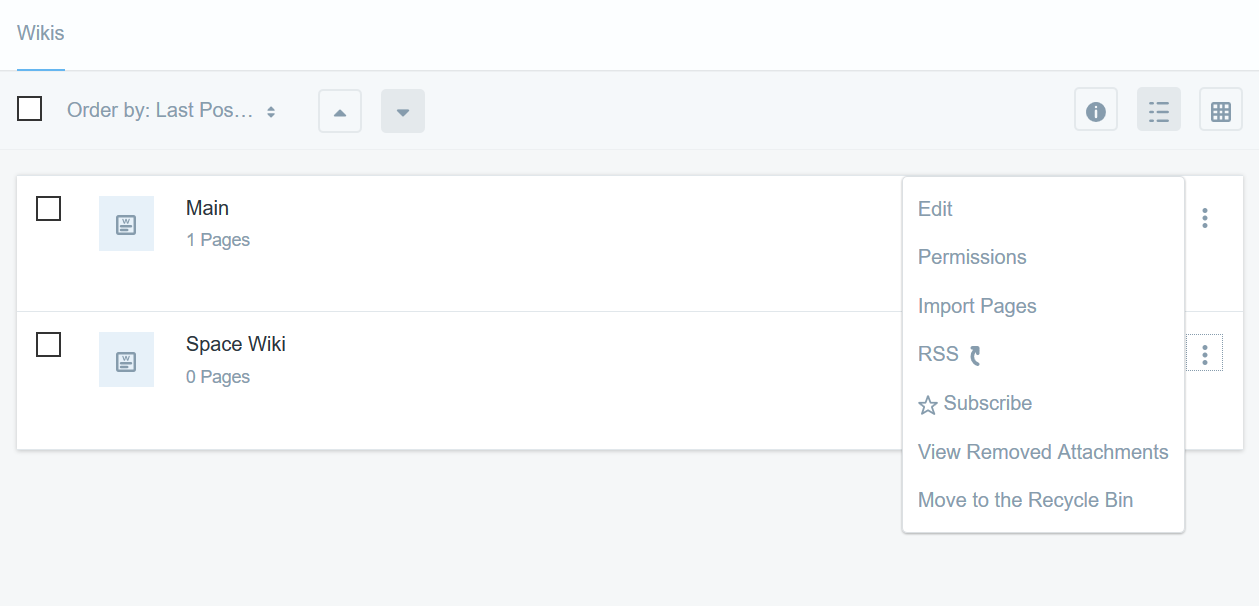 Wikis
Order by: Last Pos...
Main
1 Pages
Space Wiki
0 Pages
Edit
Permissions
Import Pages
RSS
Subscribe
View Removed Attachments
Move to the Recycle Bin